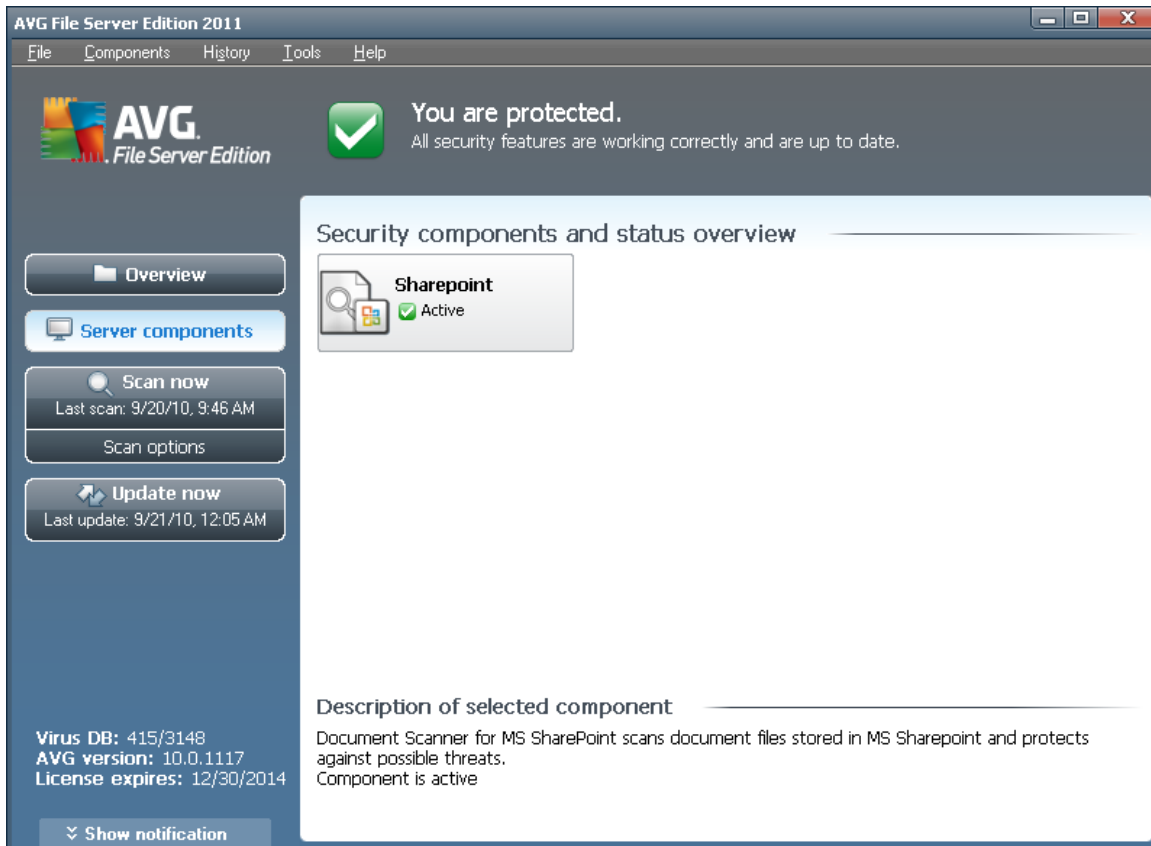 AVG File Server Edition 2011
File Components History Tools Help
AVG.
File Server Edition
You are protected.
All security features are working correctly and are up to date.
Overview
Server components
Scan now
Last scan: 9/20/10, 9:46 AM
Scan options
Update now
Last update: 9/21/10, 12:05 AM
Virus DB: 415/3148
AVG version: 10.0.1117
License expires: 12/30/2014
Show notification
Security components and status overview
Sharepoint
Active
Description of selected component
Document Scanner for MS SharePoint scans document files stored in MS Sharepoint and protects
against possible threats.
Component is active